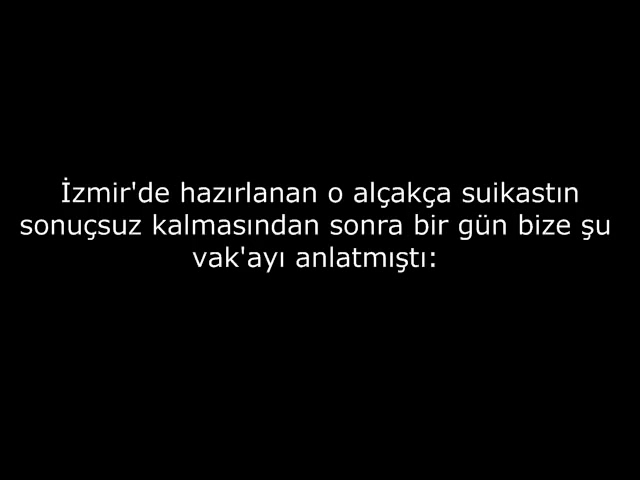 İzmir'de hazırlanan o alçakça suikastın
sonuçsuz kalmasından sonra bir gün bize şu
vak'ayı anlatmıştı: